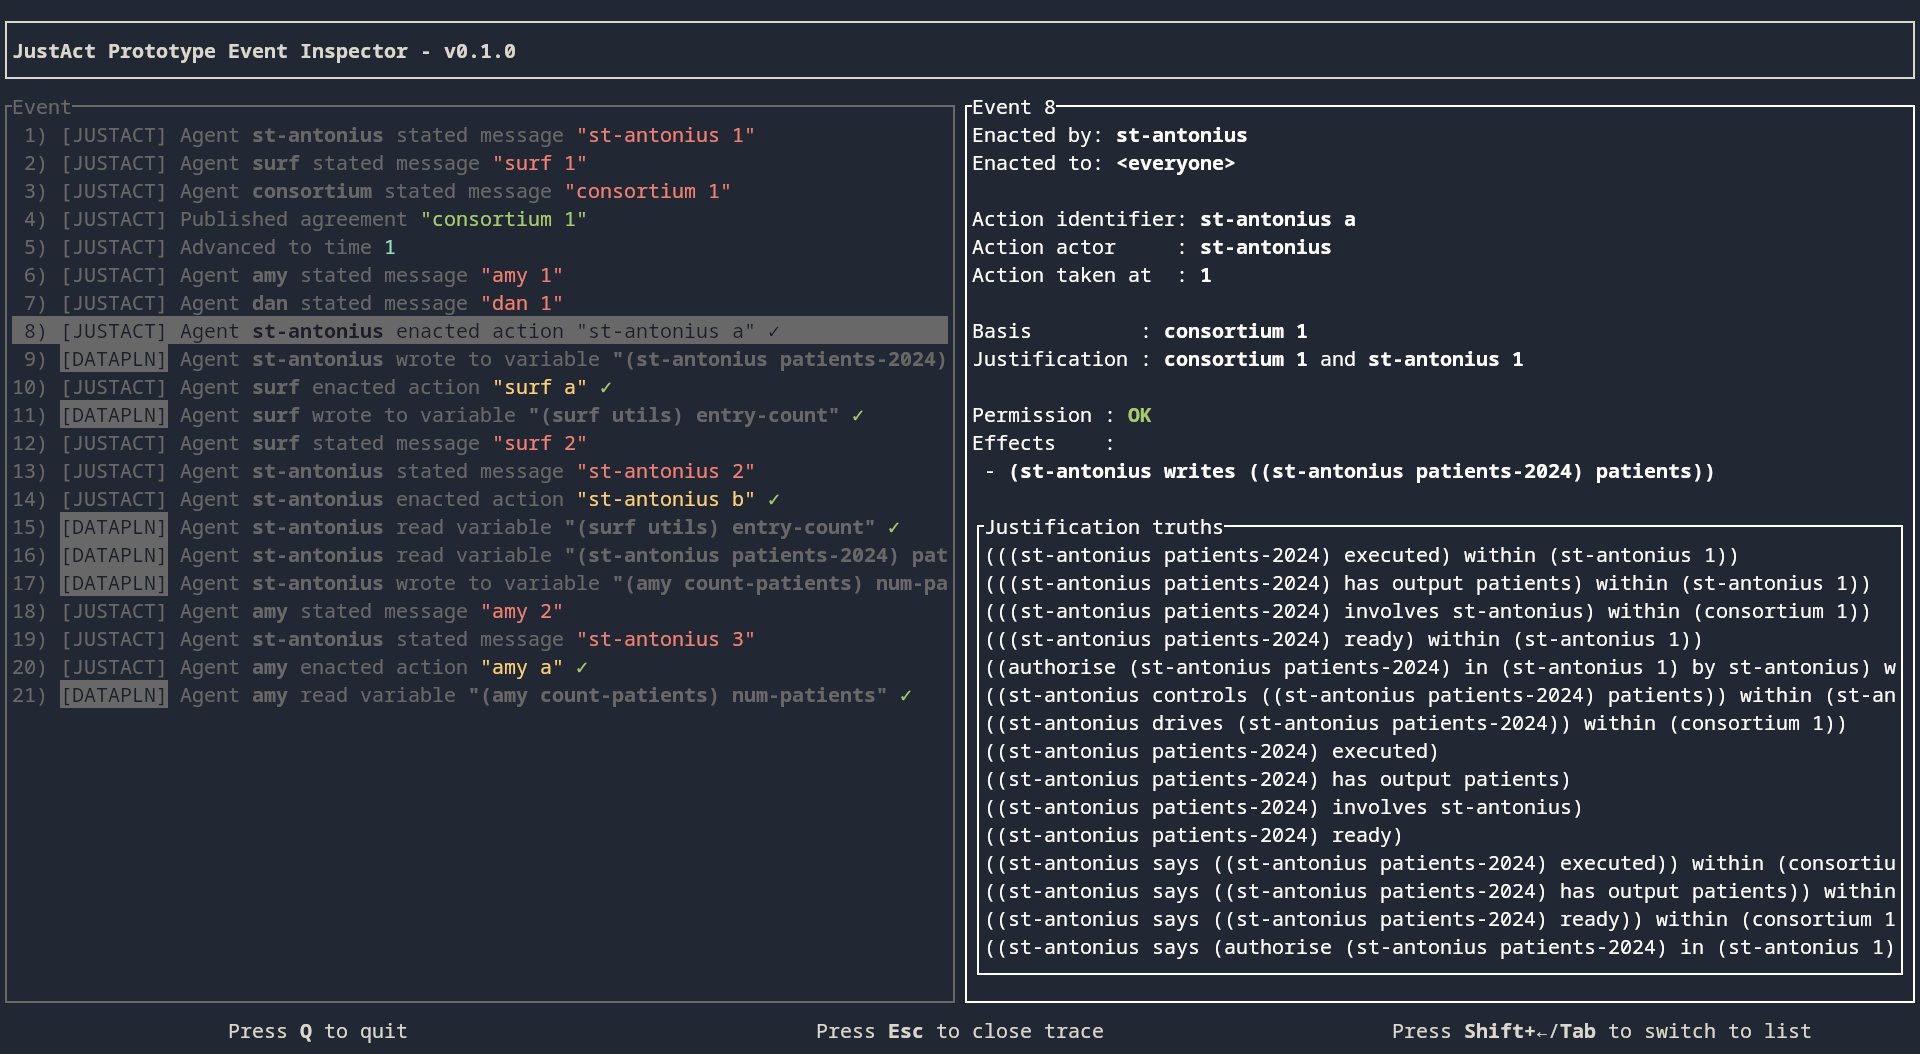 JustAct Prototype Event Inspector - v0.1.0
Event
1) [JUSTACT] Agent st-antonius stated message "st-antonius 1"
2) [JUSTACT] Agent surf stated message "surf 1"
3) [JUSTACT] Agent consortium stated message "consortium 1"
4) [JUSTACT] Published agreement "consortium 1"
5) [JUSTACT] Advanced to time 1
6) [JUSTACT] Agent amy stated message "amy 1"
7) [JUSTACT] Agent dan stated message "dan 1"
8) [JUSTACT] Agent st-antonius enacted action "st-antonius a" ✓
9) [DATAPLN] Agent st-antonius wrote to variable "(st-antonius patients-2024)
10) [JUSTACT] Agent surf enacted action "surf a" ✓
11) [DATAPLN] Agent surf wrote to variable "(surf utils) entry-count" ✓
12) [JUSTACT] Agent surf stated message "surf 2"
13) [JUSTACT] Agent st-antonius stated message "st-antonius 2"
14) [JUSTACT] Agent st-antonius enacted action "st-antonius b" ✓
15) [DATAPLN] Agent st-antonius read variable "(surf utils) entry-count" ✓
16) [DATAPLN] Agent st-antonius read variable "(st-antonius patients-2024) pat
17) [DATAPLN] Agent st-antonius wrote to variable "(amy count-patients) num-pa
18) [JUSTACT] Agent amy stated message "amy 2"
19) [JUSTACT] Agent st-antonius stated message "st-antonius 3"
20) [JUSTACT] Agent amy enacted action "amy a" ✓
21) [DATAPLN] Agent amy read variable "(amy count-patients) num-patients" ✓
Event 8
Enacted by: st-antonius
Enacted to: <everyone>
Action identifier: st-antonius a
Action actor : st-antonius
Action taken at : 1
Basis : consortium 1
Justification : consortium 1 and st-antonius 1
Permission : OK
Effects :
- (st-antonius writes ((st-antonius patients-2024) patients))
Justification truths
(((st-antonius patients-2024) executed) within (st-antonius 1))
(((st-antonius patients-2024) has output patients) within (st-antonius 1))
(((st-antonius patients-2024) involves st-antonius) within (consortium 1))
(((st-antonius patients-2024) ready) within (st-antonius 1))
((authorise (st-antonius patients-2024) in (st-antonius 1) by st-antonius) w
((st-antonius controls ((st-antonius patients-2024) patients)) within (st-an
((st-antonius drives (st-antonius patients-2024)) within (consortium 1))
((st-antonius patients-2024) executed)
((st-antonius patients-2024) has output patients)
((st-antonius patients-2024) involves st-antonius)
((st-antonius patients-2024) ready)
((st-antonius says ((st-antonius patients-2024) executed)) within (consortiu
((st-antonius says ((st-antonius patients-2024) has output patients)) within
((st-antonius says ((st-antonius patients-2024) ready)) within (consortium 1
((st-antonius says (authorise (st-antonius patients-2024) in (st-antonius 1)
Press Q to quit
Press Esc to close trace
Press Shift+←/Tab to switch to list